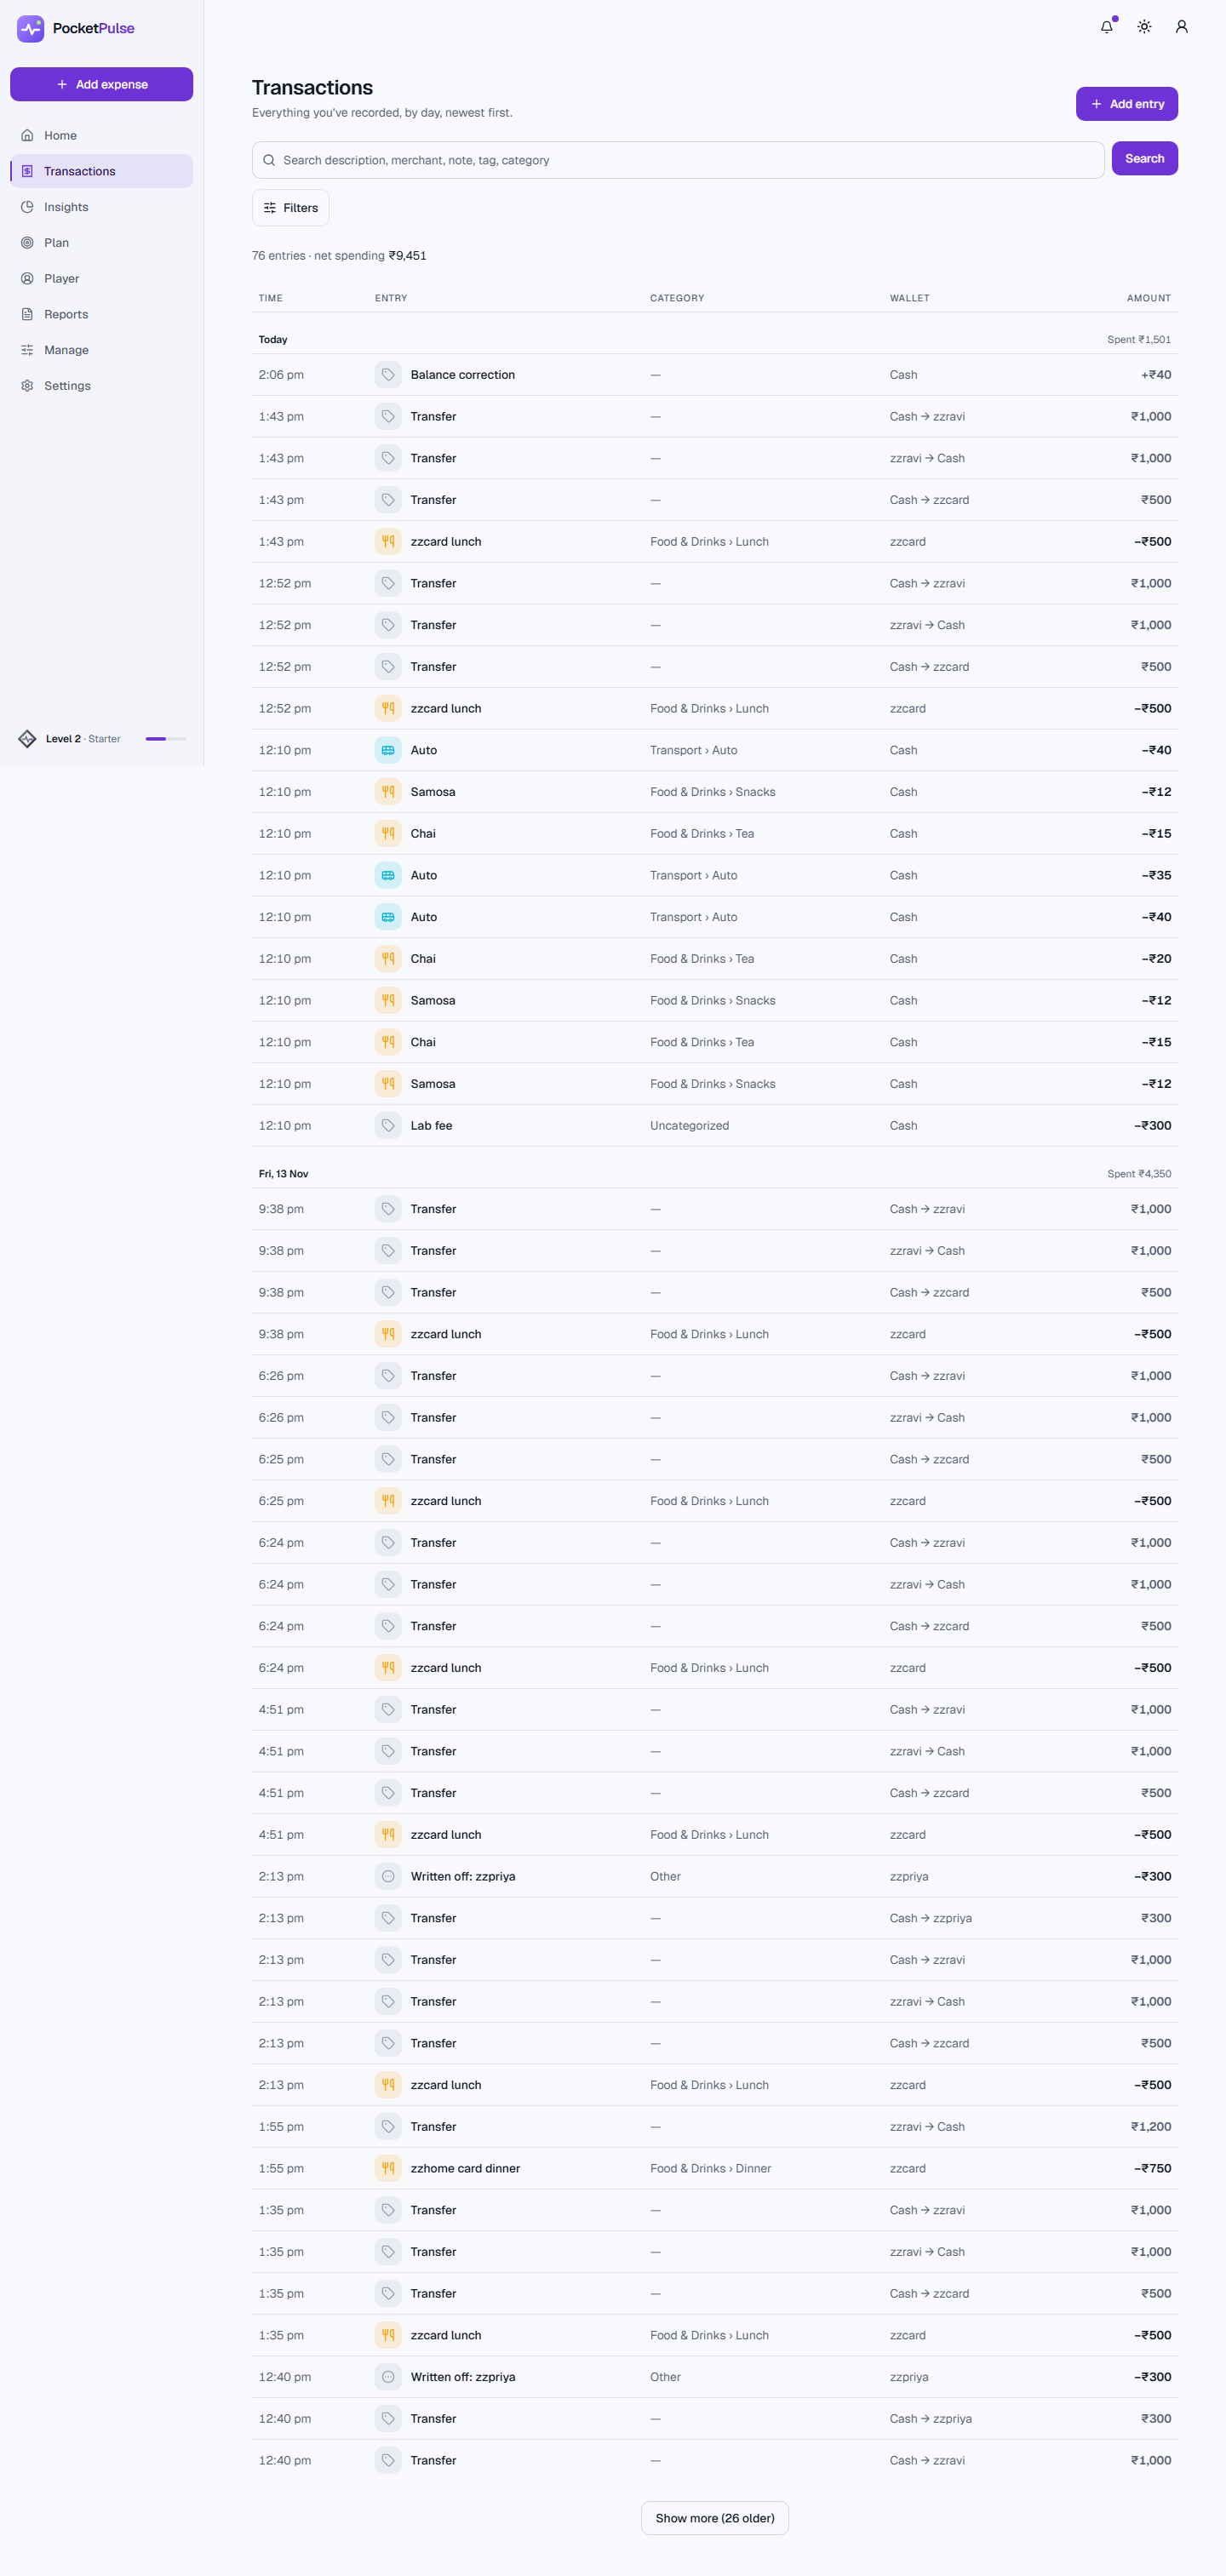 PocketPulse
Add expense
Home
Transactions
Insights
Plan
Player
Reports
Manage
Settings
Level 2 · Starter
Transactions
Everything you've recorded, by day, newest first.
Add entry
Search description, merchant, note, tag, category
Search
Filters
76 entries · net spending ₹9,451
TIME ENTRY CATEGORY WALLET AMOUNT
Today Spent ₹1,501
2:06 pm Balance correction — Cash +₹40
1:43 pm Transfer — Cash → zzravi ₹1,000
1:43 pm Transfer — zzravi → Cash ₹1,000
1:43 pm Transfer — Cash → zzcard ₹500
1:43 pm zzcard lunch Food & Drinks › Lunch zzcard −₹500
12:52 pm Transfer — Cash → zzravi ₹1,000
12:52 pm Transfer — zzravi → Cash ₹1,000
12:52 pm Transfer — Cash → zzcard ₹500
12:52 pm zzcard lunch Food & Drinks › Lunch zzcard −₹500
12:10 pm Auto Transport › Auto Cash −₹40
12:10 pm Samosa Food & Drinks › Snacks Cash −₹12
12:10 pm Chai Food & Drinks › Tea Cash −₹15
12:10 pm Auto Transport › Auto Cash −₹35
12:10 pm Auto Transport › Auto Cash −₹40
12:10 pm Chai Food & Drinks › Tea Cash −₹20
12:10 pm Samosa Food & Drinks › Snacks Cash −₹12
12:10 pm Chai Food & Drinks › Tea Cash −₹15
12:10 pm Samosa Food & Drinks › Snacks Cash −₹12
12:10 pm Lab fee Uncategorized Cash −₹300
Fri, 13 Nov Spent ₹4,350
9:38 pm Transfer — Cash → zzravi ₹1,000
9:38 pm Transfer — zzravi → Cash ₹1,000
9:38 pm Transfer — Cash → zzcard ₹500
9:38 pm zzcard lunch Food & Drinks › Lunch zzcard −₹500
6:26 pm Transfer — Cash → zzravi ₹1,000
6:26 pm Transfer — zzravi → Cash ₹1,000
6:25 pm Transfer — Cash → zzcard ₹500
6:25 pm zzcard lunch Food & Drinks › Lunch zzcard −₹500
6:24 pm Transfer — Cash → zzravi ₹1,000
6:24 pm Transfer — zzravi → Cash ₹1,000
6:24 pm Transfer — Cash → zzcard ₹500
6:24 pm zzcard lunch Food & Drinks › Lunch zzcard −₹500
4:51 pm Transfer — Cash → zzravi ₹1,000
4:51 pm Transfer — zzravi → Cash ₹1,000
4:51 pm Transfer — Cash → zzcard ₹500
4:51 pm zzcard lunch Food & Drinks › Lunch zzcard −₹500
2:13 pm Written off: zzpriya Other zzpriya −₹300
2:13 pm Transfer — Cash → zzpriya ₹300
2:13 pm Transfer — Cash → zzravi ₹1,000
2:13 pm Transfer — zzravi → Cash ₹1,000
2:13 pm Transfer — Cash → zzcard ₹500
2:13 pm zzcard lunch Food & Drinks › Lunch zzcard −₹500
1:55 pm Transfer — zzravi → Cash ₹1,200
1:55 pm zzhome card dinner Food & Drinks › Dinner zzcard −₹750
1:35 pm Transfer — Cash → zzravi ₹1,000
1:35 pm Transfer — zzravi → Cash ₹1,000
1:35 pm Transfer — Cash → zzcard ₹500
1:35 pm zzcard lunch Food & Drinks › Lunch zzcard −₹500
12:40 pm Written off: zzpriya Other zzpriya −₹300
12:40 pm Transfer — Cash → zzpriya ₹300
12:40 pm Transfer — Cash → zzravi ₹1,000
Show more (26 older)